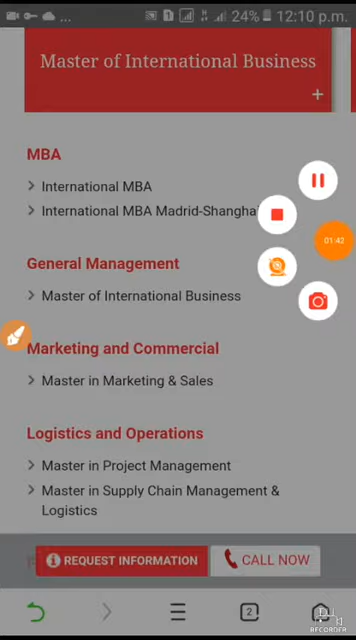 24% 12:10 p.m.
Master of International Business
+
MBA
International MBA
International MBA Madrid-Shanghai
01:42
General Management
Master of International Business
Marketing and Commercial
Master in Marketing & Sales
Logistics and Operations
Master in Project Management
Master in Supply Chain Management &
Logistics
REQUEST INFORMATION
CALL NOW
2
RECORDER